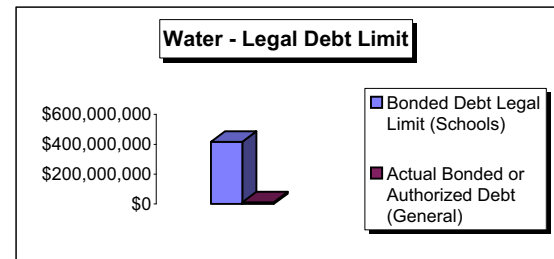 Water - Legal Debt Limit
$600,000,000
$400,000,000
$200,000,000
$0
Bonded Debt Legal
Limit (Schools)
Actual Bonded or
Authorized Debt
(General)